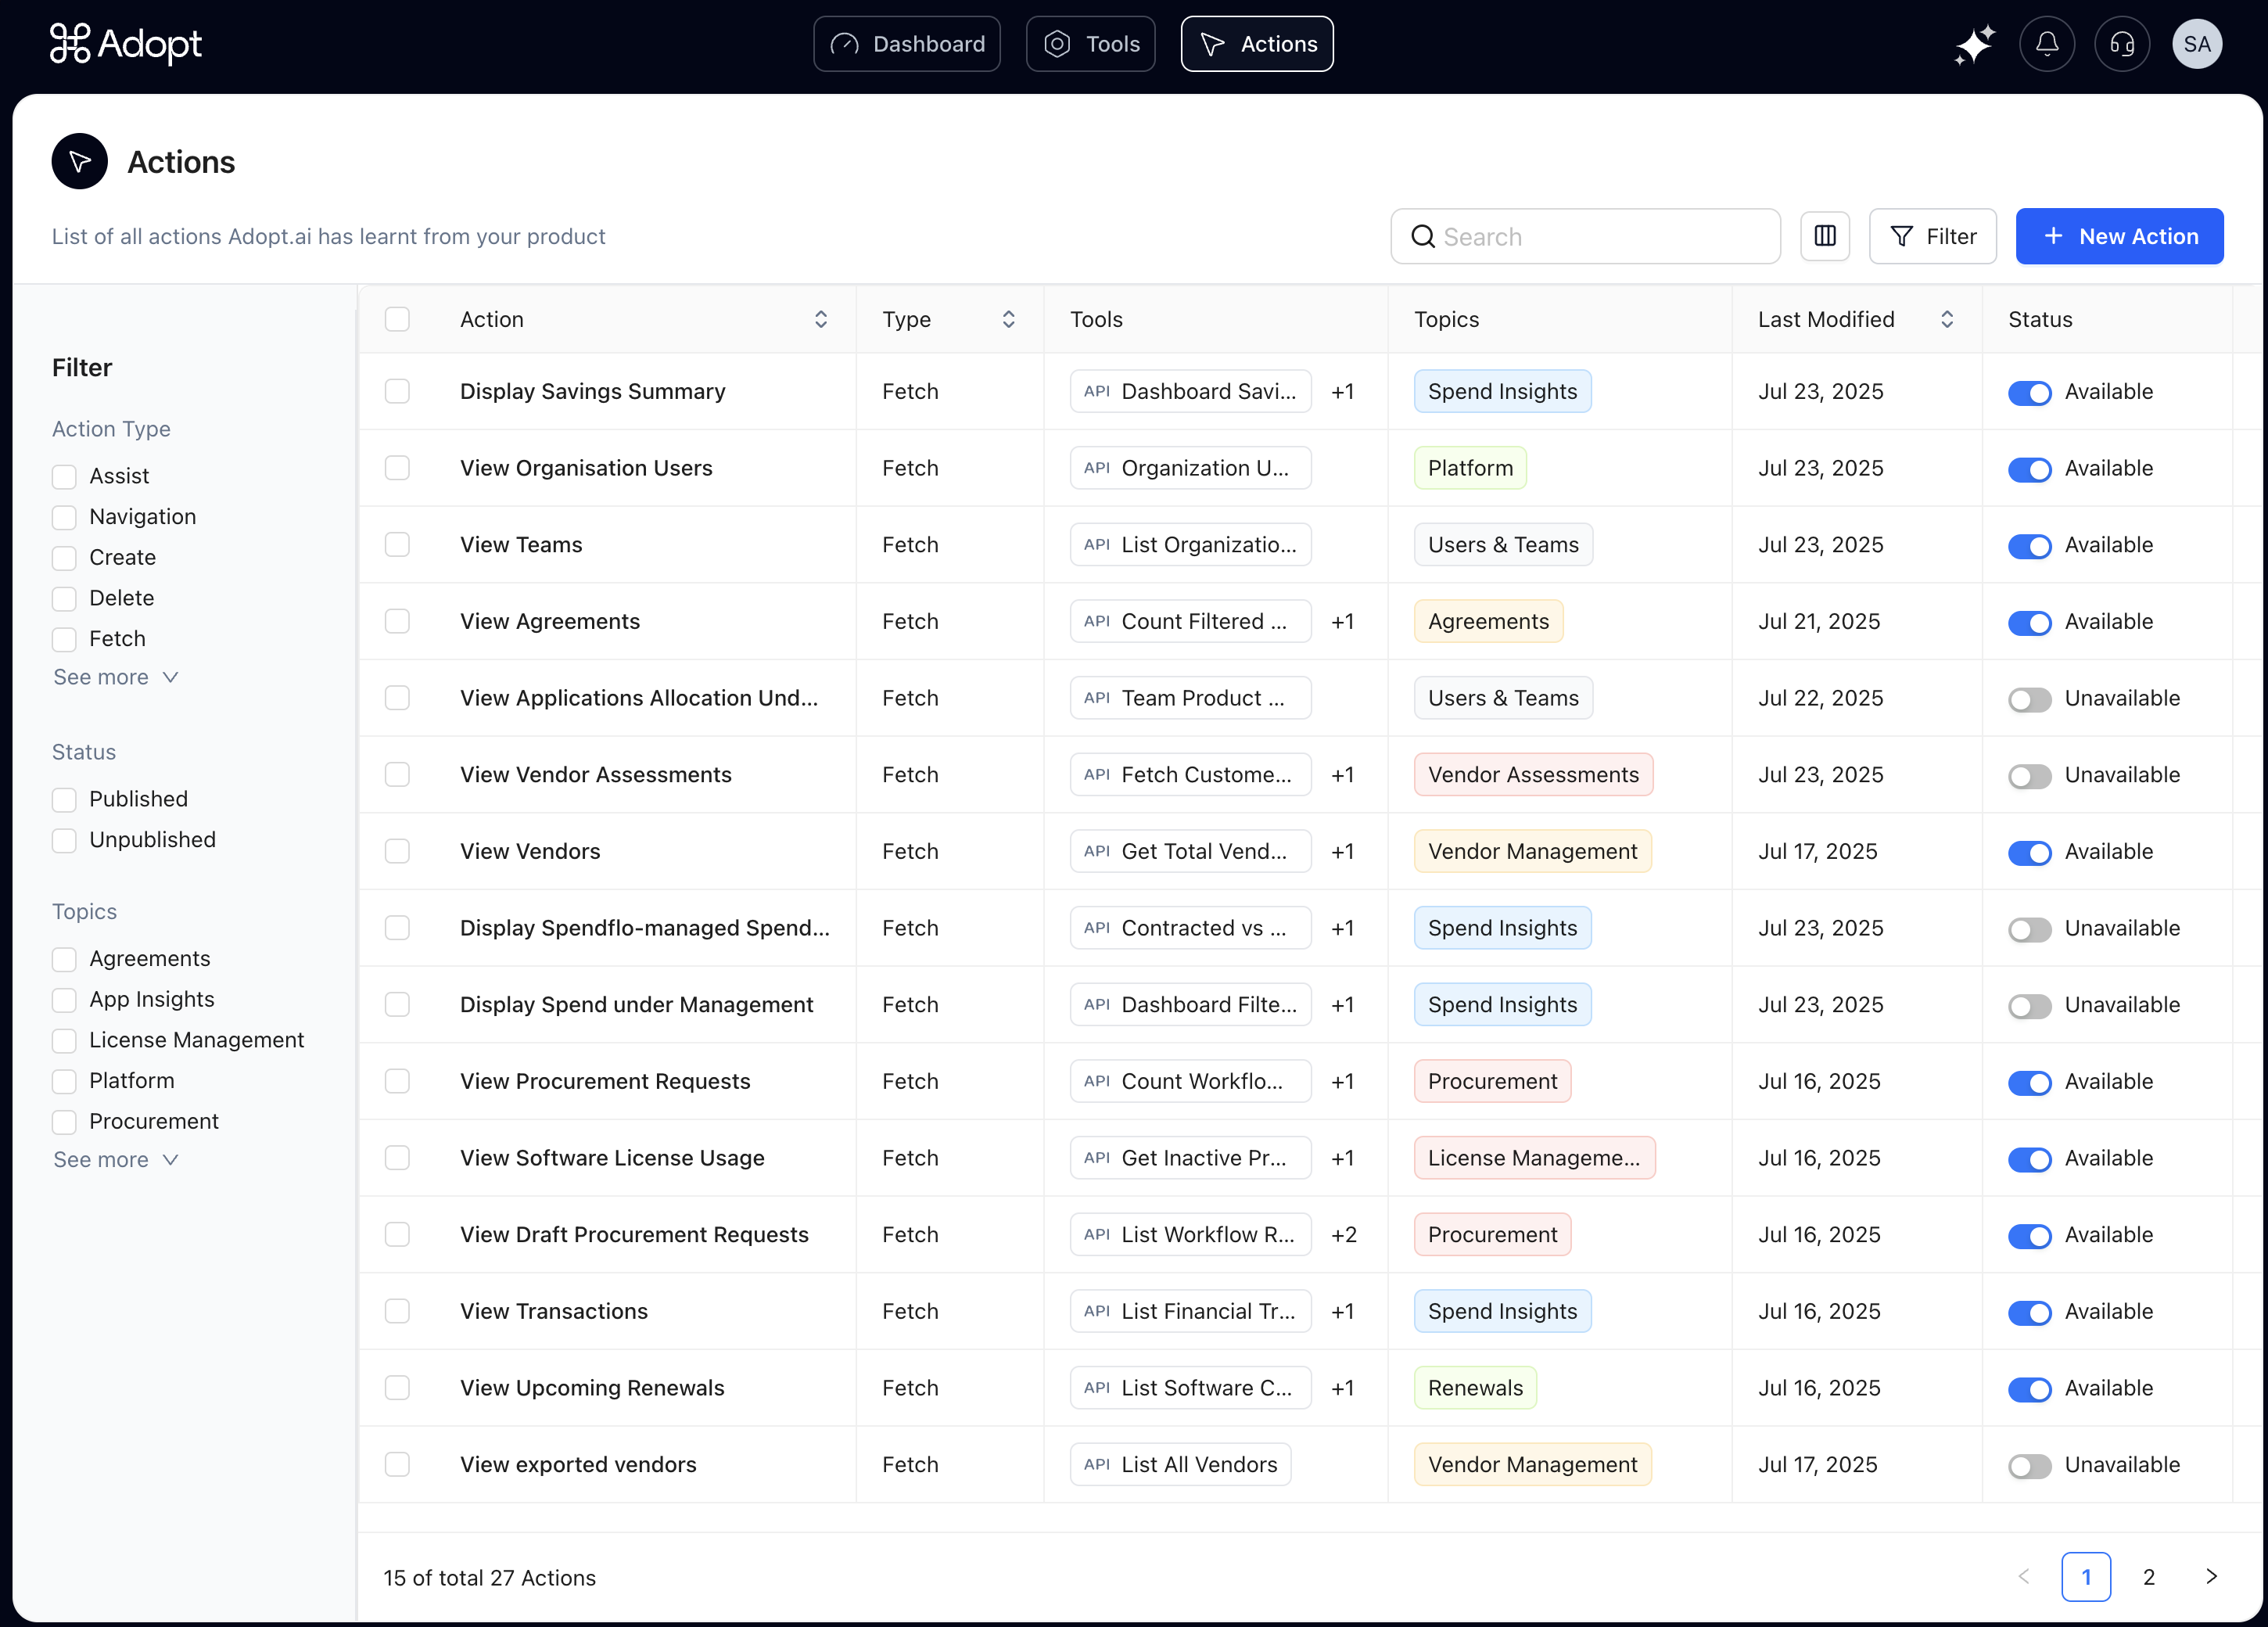 Adopt
Dashboard
Tools
Actions
SA
Actions
List of all actions Adopt.ai has learnt from your product
Search
Filter
+ New Action
Filter
Action Type
Assist
Navigation
Create
Delete
Fetch
See more
Status
Published
Unpublished
Topics
Agreements
App Insights
License Management
Platform
Procurement
See more
Action Type Tools Topics Last Modified Status
Display Savings Summary Fetch API Dashboard Savi... +1 Spend Insights Jul 23, 2025 Available
View Organisation Users Fetch API Organization U... Platform Jul 23, 2025 Available
View Teams Fetch API List Organizatio... Users & Teams Jul 23, 2025 Available
View Agreements Fetch API Count Filtered ... +1 Agreements Jul 21, 2025 Available
View Applications Allocation Und... Fetch API Team Product ... Users & Teams Jul 22, 2025 Unavailable
View Vendor Assessments Fetch API Fetch Custome... +1 Vendor Assessments Jul 23, 2025 Unavailable
View Vendors Fetch API Get Total Vend... +1 Vendor Management Jul 17, 2025 Available
Display Spendflo-managed Spend... Fetch API Contracted vs ... +1 Spend Insights Jul 23, 2025 Unavailable
Display Spend under Management Fetch API Dashboard Filte... +1 Spend Insights Jul 23, 2025 Unavailable
View Procurement Requests Fetch API Count Workflo... +1 Procurement Jul 16, 2025 Available
View Software License Usage Fetch API Get Inactive Pr... +1 License Manageme... Jul 16, 2025 Available
View Draft Procurement Requests Fetch API List Workflow R... +2 Procurement Jul 16, 2025 Available
View Transactions Fetch API List Financial Tr... +1 Spend Insights Jul 16, 2025 Available
View Upcoming Renewals Fetch API List Software C... +1 Renewals Jul 16, 2025 Available
View exported vendors Fetch API List All Vendors Vendor Management Jul 17, 2025 Unavailable
15 of total 27 Actions
1 2